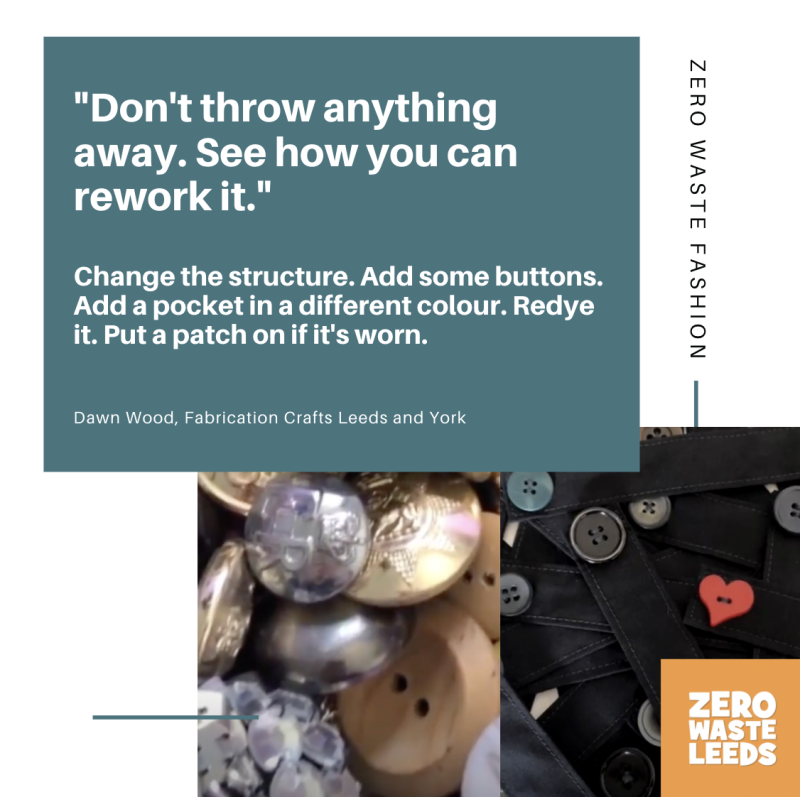 "Don't throw anything
away. See how you can
rework it."
Change the structure. Add some buttons.
Add a pocket in a different colour. Redye
it. Put a patch on if it's worn.
Dawn Wood, Fabrication Crafts Leeds and York
ZERO WASTE FASHION
ZERO
WASTE
LEEDS